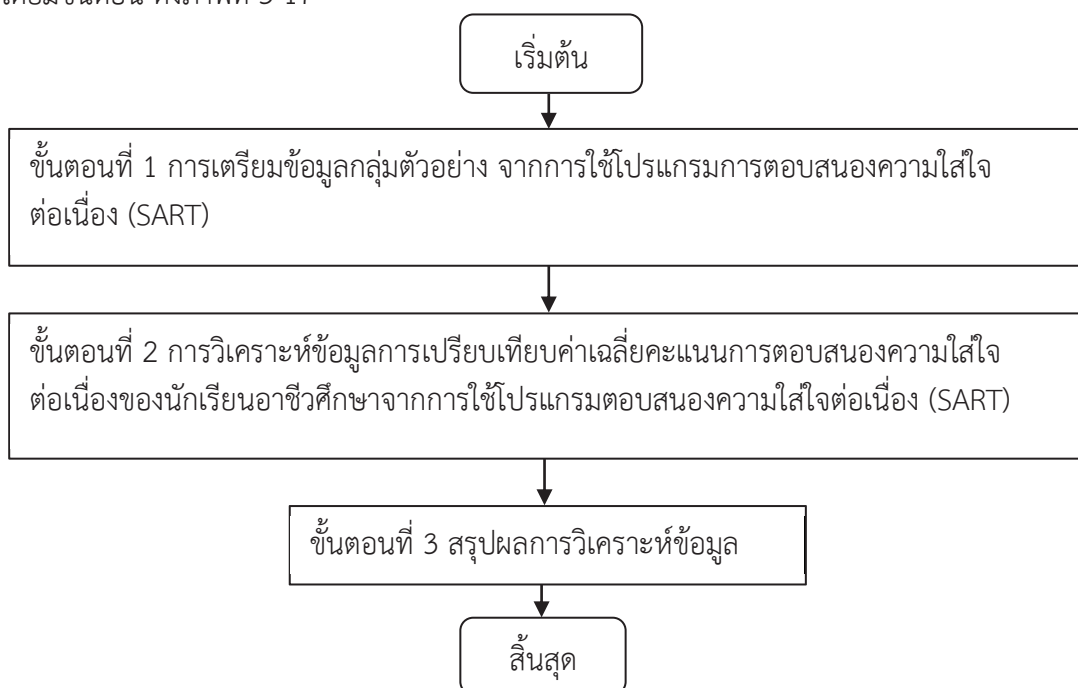 เริ่มต้น
ขั้นตอนที่ 1 การเตรียมข้อมูลกลุ่มตัวอย่าง จากการใช้โปรแกรมการตอบสนองความใส่ใจ
ต่อเนื่อง (SART)
ขั้นตอนที่ 2 การวิเคราะห์ข้อมูลการเปรียบเทียบค่าเฉลี่ยคะแนนการตอบสนองความใส่ใจ
ต่อเนื่องของนักเรียนอาชีวศึกษาจากการใช้โปรแกรมตอบสนองความใส่ใจต่อเนื่อง (SART)
ขั้นตอนที่ 3 สรุปผลการวิเคราะห์ข้อมูล
สิ้นสุด